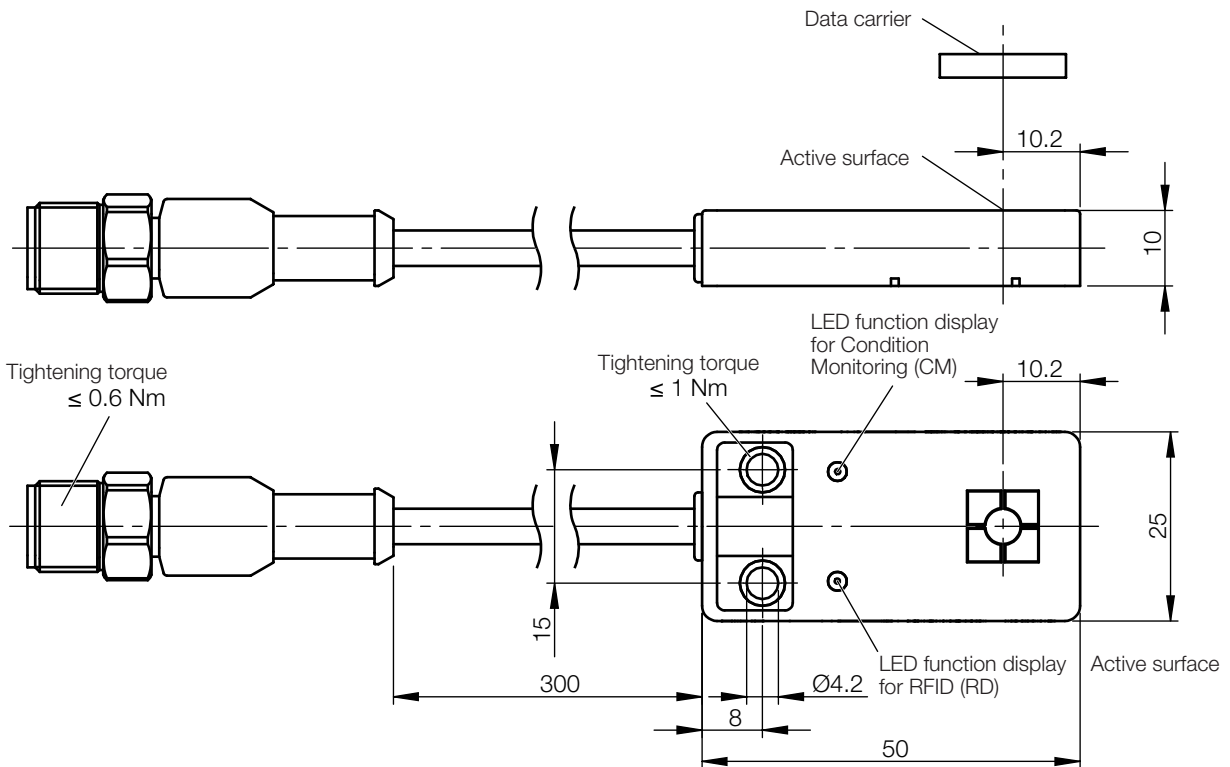 Data carrier
10.2
Active surface
10
LED function display
for Condition
Monitoring (CM)
Tightening torque
≤ 0.6 Nm
Tightening torque
≤ 1 Nm
10.2
25
15
LED function display
for RFID (RD)
Active surface
300
Ø4.2
8
50